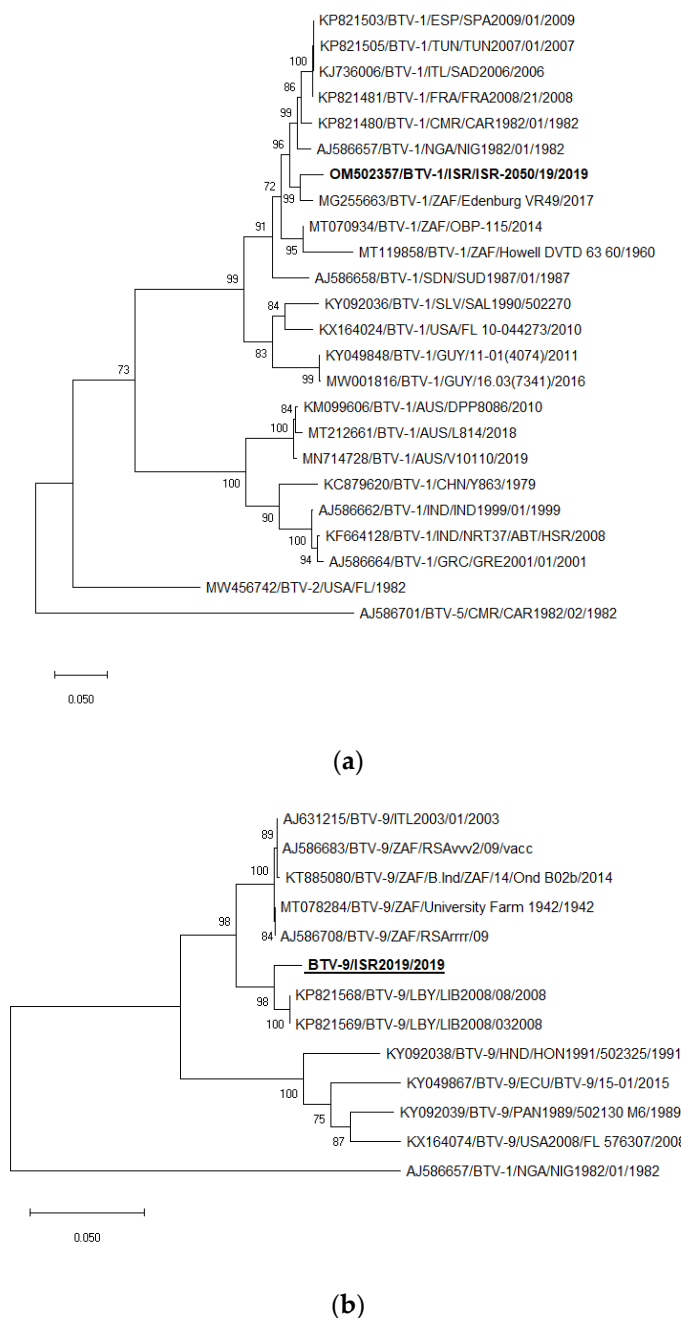 KP821503/BTV-1/ESP/SPA2009/01/2009
KP821505/BTV-1/TUN/TUN2007/01/2007
100
KJ736006/BTV-1/ITL/SAD2006/2006
86
KP821481/BTV-1/FRA/FRA2008/21/2008
99
KP821480/BTV-1/CMR/CAR1982/01/1982
96
AJ586657/BTV-1/NGA/NIG1982/01/1982
OM502357/BTV-1/ISR/ISR-2050/19/2019
72
99
MG255663/BTV-1/ZAF/Edenburg VR49/2017
91
MT070934/BTV-1/ZAF/OBP-115/2014
95
MT119858/BTV-1/ZAF/Howell DVTD 63 60/1960
99
AJ586658/BTV-1/SDN/SUD1987/01/1987
84
KY092036/BTV-1/SLV/SAL1990/502270
KX164024/BTV-1/USA/FL 10-044273/2010
83
KY049848/BTV-1/GUY/11-01(4074)/2011
73
99
MW001816/BTV-1/GUY/16.03(7341)/2016
84
KM099606/BTV-1/AUS/DPP8086/2010
100
MT212661/BTV-1/AUS/L814/2018
MN714728/BTV-1/AUS/V10110/2019
100
KC879620/BTV-1/CHN/Y863/1979
90
AJ586662/BTV-1/IND/IND1999/01/1999
100
KF664128/BTV-1/IND/NRT37/ABT/HSR/2008
94
AJ586664/BTV-1/GRC/GRE2001/01/2001
MW456742/BTV-2/USA/FL/1982
AJ586701/BTV-5/CMR/CAR1982/02/1982
0.050
(a)
AJ631215/BTV-9/ITL2003/01/2003
89
AJ586683/BTV-9/ZAF/RSAvvv2/09/vacc
100
KT885080/BTV-9/ZAF/B.Ind/ZAF/14/Ond B02b/2014
MT078284/BTV-9/ZAF/University Farm 1942/1942
98
84
AJ586708/BTV-9/ZAF/RSArrrr/09
BTV-9/ISR2019/2019
98
KP821568/BTV-9/LBY/LIB2008/08/2008
100
KP821569/BTV-9/LBY/LIB2008/032008
KY092038/BTV-9/HND/HON1991/502325/1991
100
KY049867/BTV-9/ECU/BTV-9/15-01/2015
75
KY092039/BTV-9/PAN1989/502130 M6/1989
87
KX164074/BTV-9/USA2008/FL 576307/2008
AJ586657/BTV-1/NGA/NIG1982/01/1982
0.050
(b)